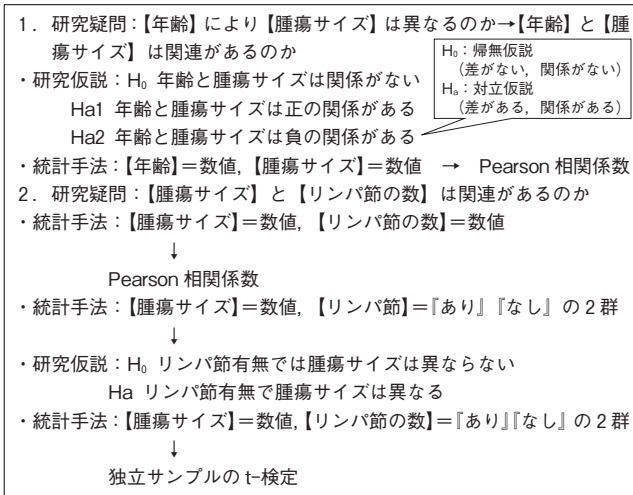 1．研究疑問：【年齢】により【腫瘍サイズ】は異なるのか→【年齢】と【腫
瘍サイズ】は関連があるのか
・研究仮説：H₀ 年齢と腫瘍サイズは関係がない
Ha1 年齢と腫瘍サイズは正の関係がある
Ha2 年齢と腫瘍サイズは負の関係がある
H₀：帰無仮説
（差がない，関係がない）
Hₐ：対立仮説
（差がある，関係がある）
・統計手法：【年齢】＝数値，【腫瘍サイズ】＝数値 → Pearson 相関係数
2．研究疑問：【腫瘍サイズ】と【リンパ節の数】は関連があるのか
・統計手法：【腫瘍サイズ】＝数値，【リンパ節の数】＝数値
↓
Pearson 相関係数
・統計手法：【腫瘍サイズ】＝数値，【リンパ節】＝『あり』『なし』の2群
↓
・研究仮説：H₀ リンパ節有無では腫瘍サイズは異ならない
Ha リンパ節有無で腫瘍サイズは異なる
・統計手法：【腫瘍サイズ】＝数値，【リンパ節の数】＝『あり』『なし』の2群
↓
独立サンプルの t−検定